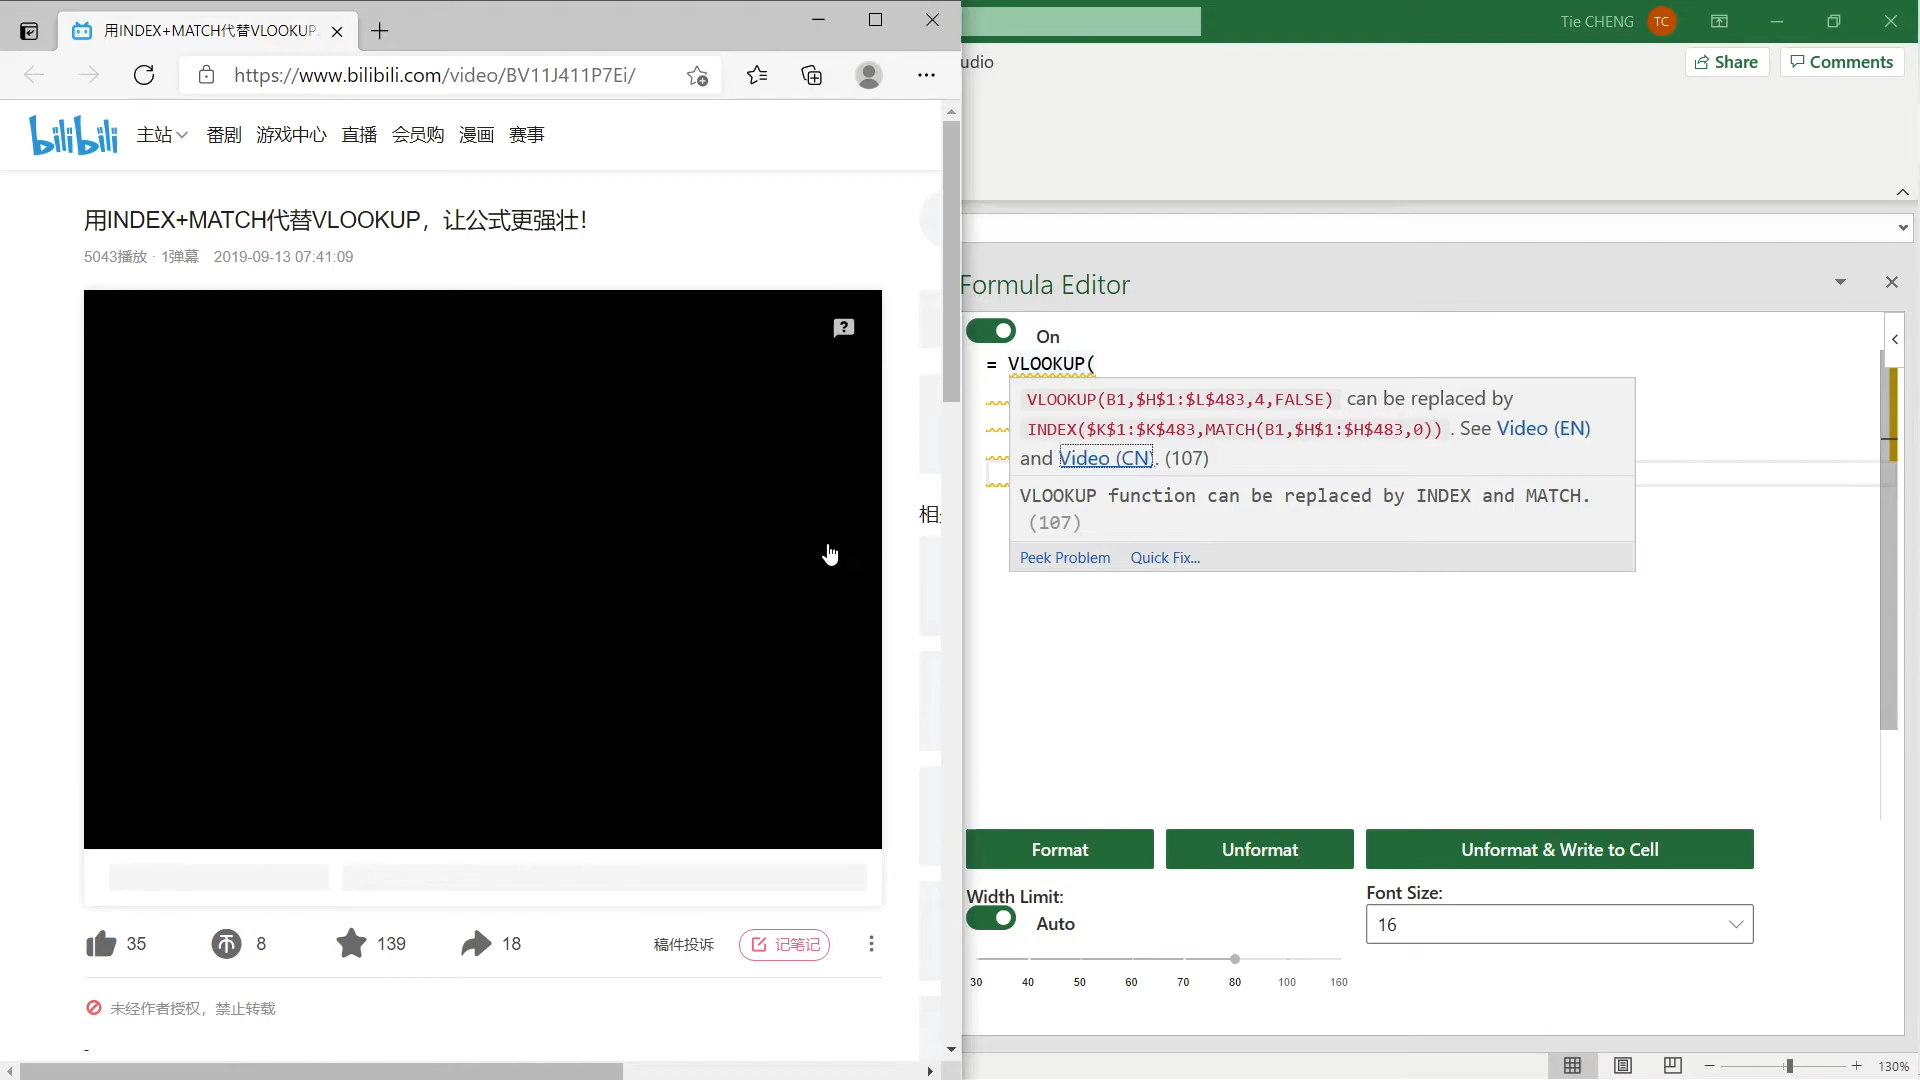 用INDEX+MATCH代替VLOOKUP
https://www.bilibili.com/video/BV11J411P7Ei/
bilibili 主站 番剧 游戏中心 直播 会员购 漫画 赛事
用INDEX+MATCH代替VLOOKUP，让公式更强壮！
5043播放 · 1弹幕 2019-09-13 07:41:09
?
相
35 8 139 18 稿件投诉 记笔记
未经作者授权，禁止转载
-
Tie CHENG TC
udio
Share Comments
Formula Editor
On
= VLOOKUP(
VLOOKUP(B1,$H$1:$L$483,4,FALSE) can be replaced by
INDEX($K$1:$K$483,MATCH(B1,$H$1:$H$483,0)) . See Video (EN)
and Video (CN). (107)
VLOOKUP function can be replaced by INDEX and MATCH.
(107)
Peek Problem Quick Fix...
Format Unformat Unformat & Write to Cell
Width Limit:
Auto
Font Size:
16
30 40 50 60 70 80 100 160
130%